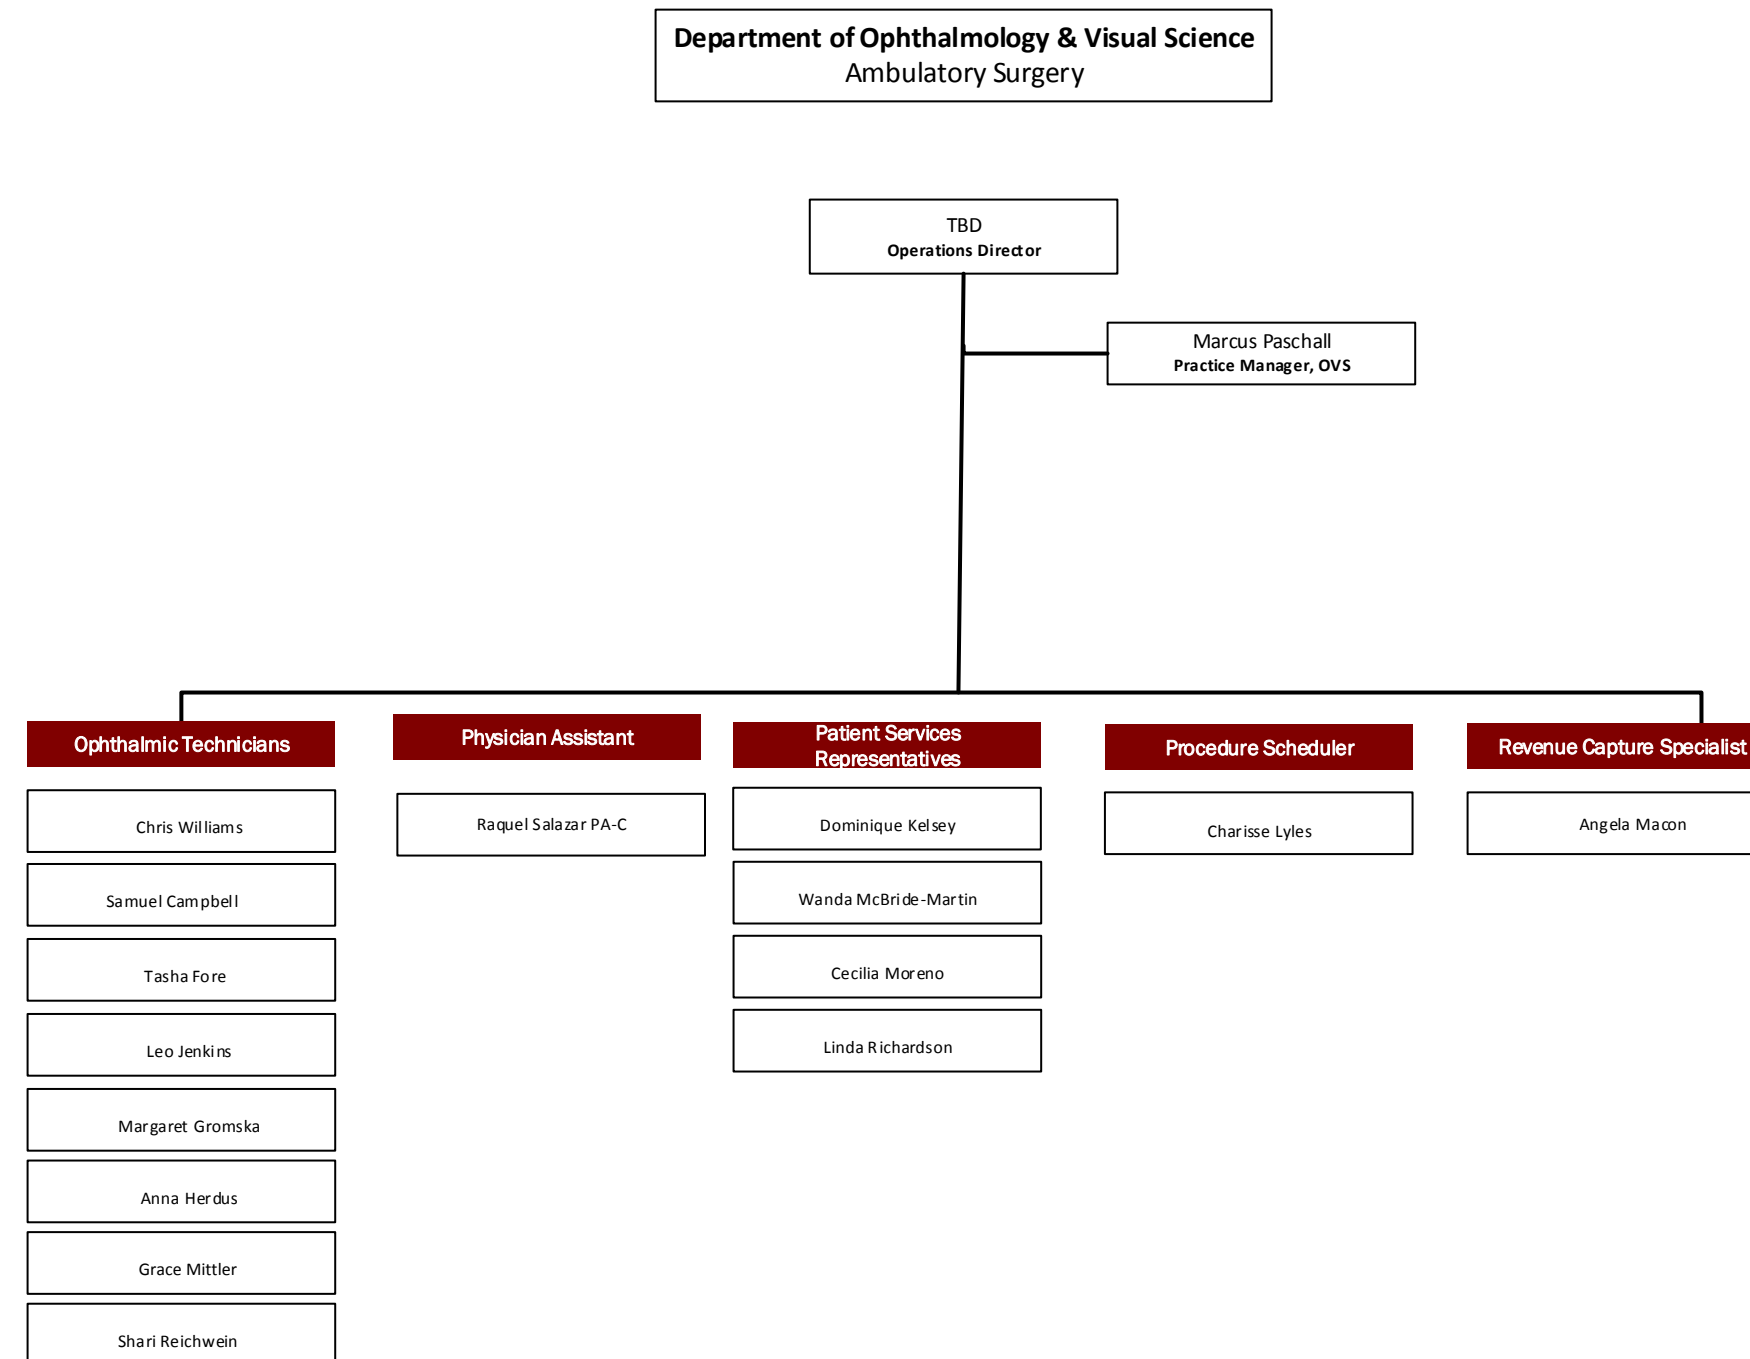 Department of Ophthalmology & Visual Science
Ambulatory Surgery
TBD
Operations Director
Marcus Paschall
Practice Manager, OVS
Ophthalmic Technicians
Chris Williams
Samuel Campbell
Tasha Fore
Leo Jenkins
Margaret Gromska
Anna Herdus
Grace Mittler
Shari Reichwein
Physician Assistant
Raquel Salazar PA-C
Patient Services
Representatives
Dominique Kelsey
Wanda McBride-Martin
Cecilia Moreno
Linda Richardson
Procedure Scheduler
Charisse Lyles
Revenue Capture Specialist
Angela Macon